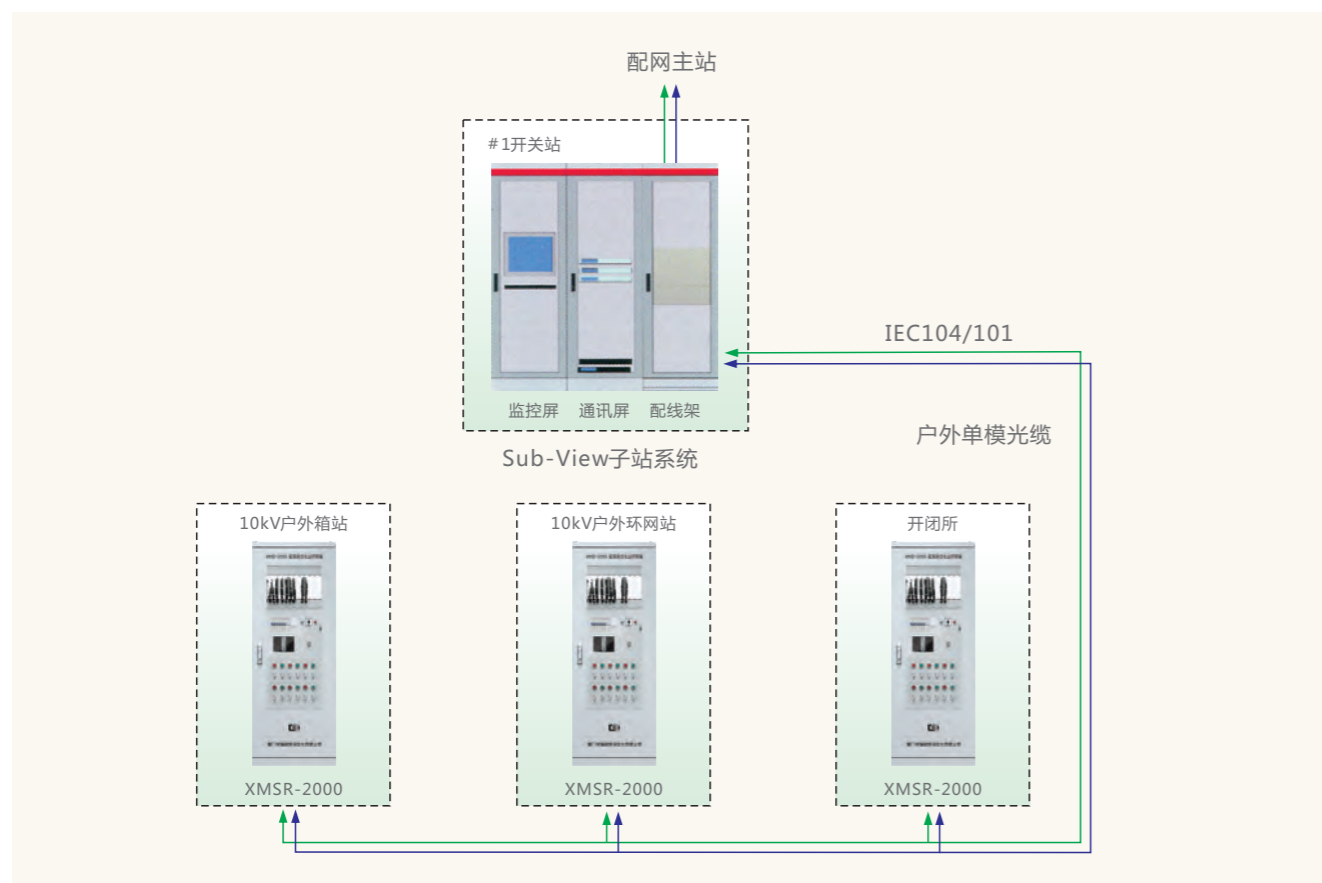 配网主站
#1开关站
监控屏 通讯屏 配线架
IEC104/101
户外单模光缆
Sub-View子站系统
10kV户外箱站
10kV户外环网站
开闭所
XMSR-2000
XMSR-2000
XMSR-2000